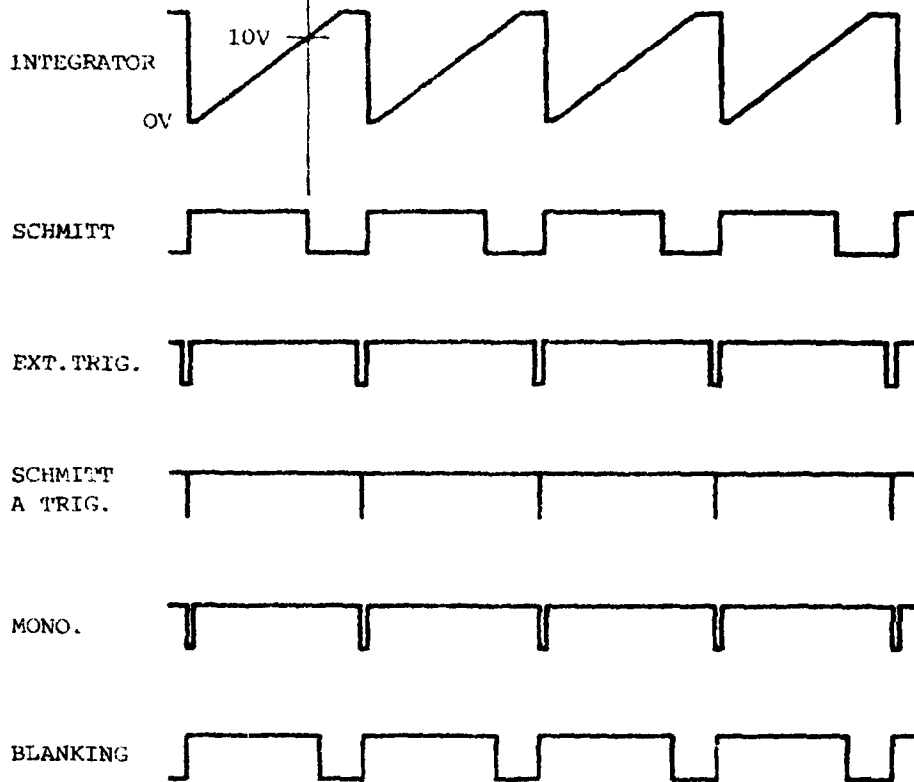 10V
INTEGRATOR
0V
SCHMITT
EXT.TRIG.
SCHMITT
A TRIG.
MONO.
BLANKING